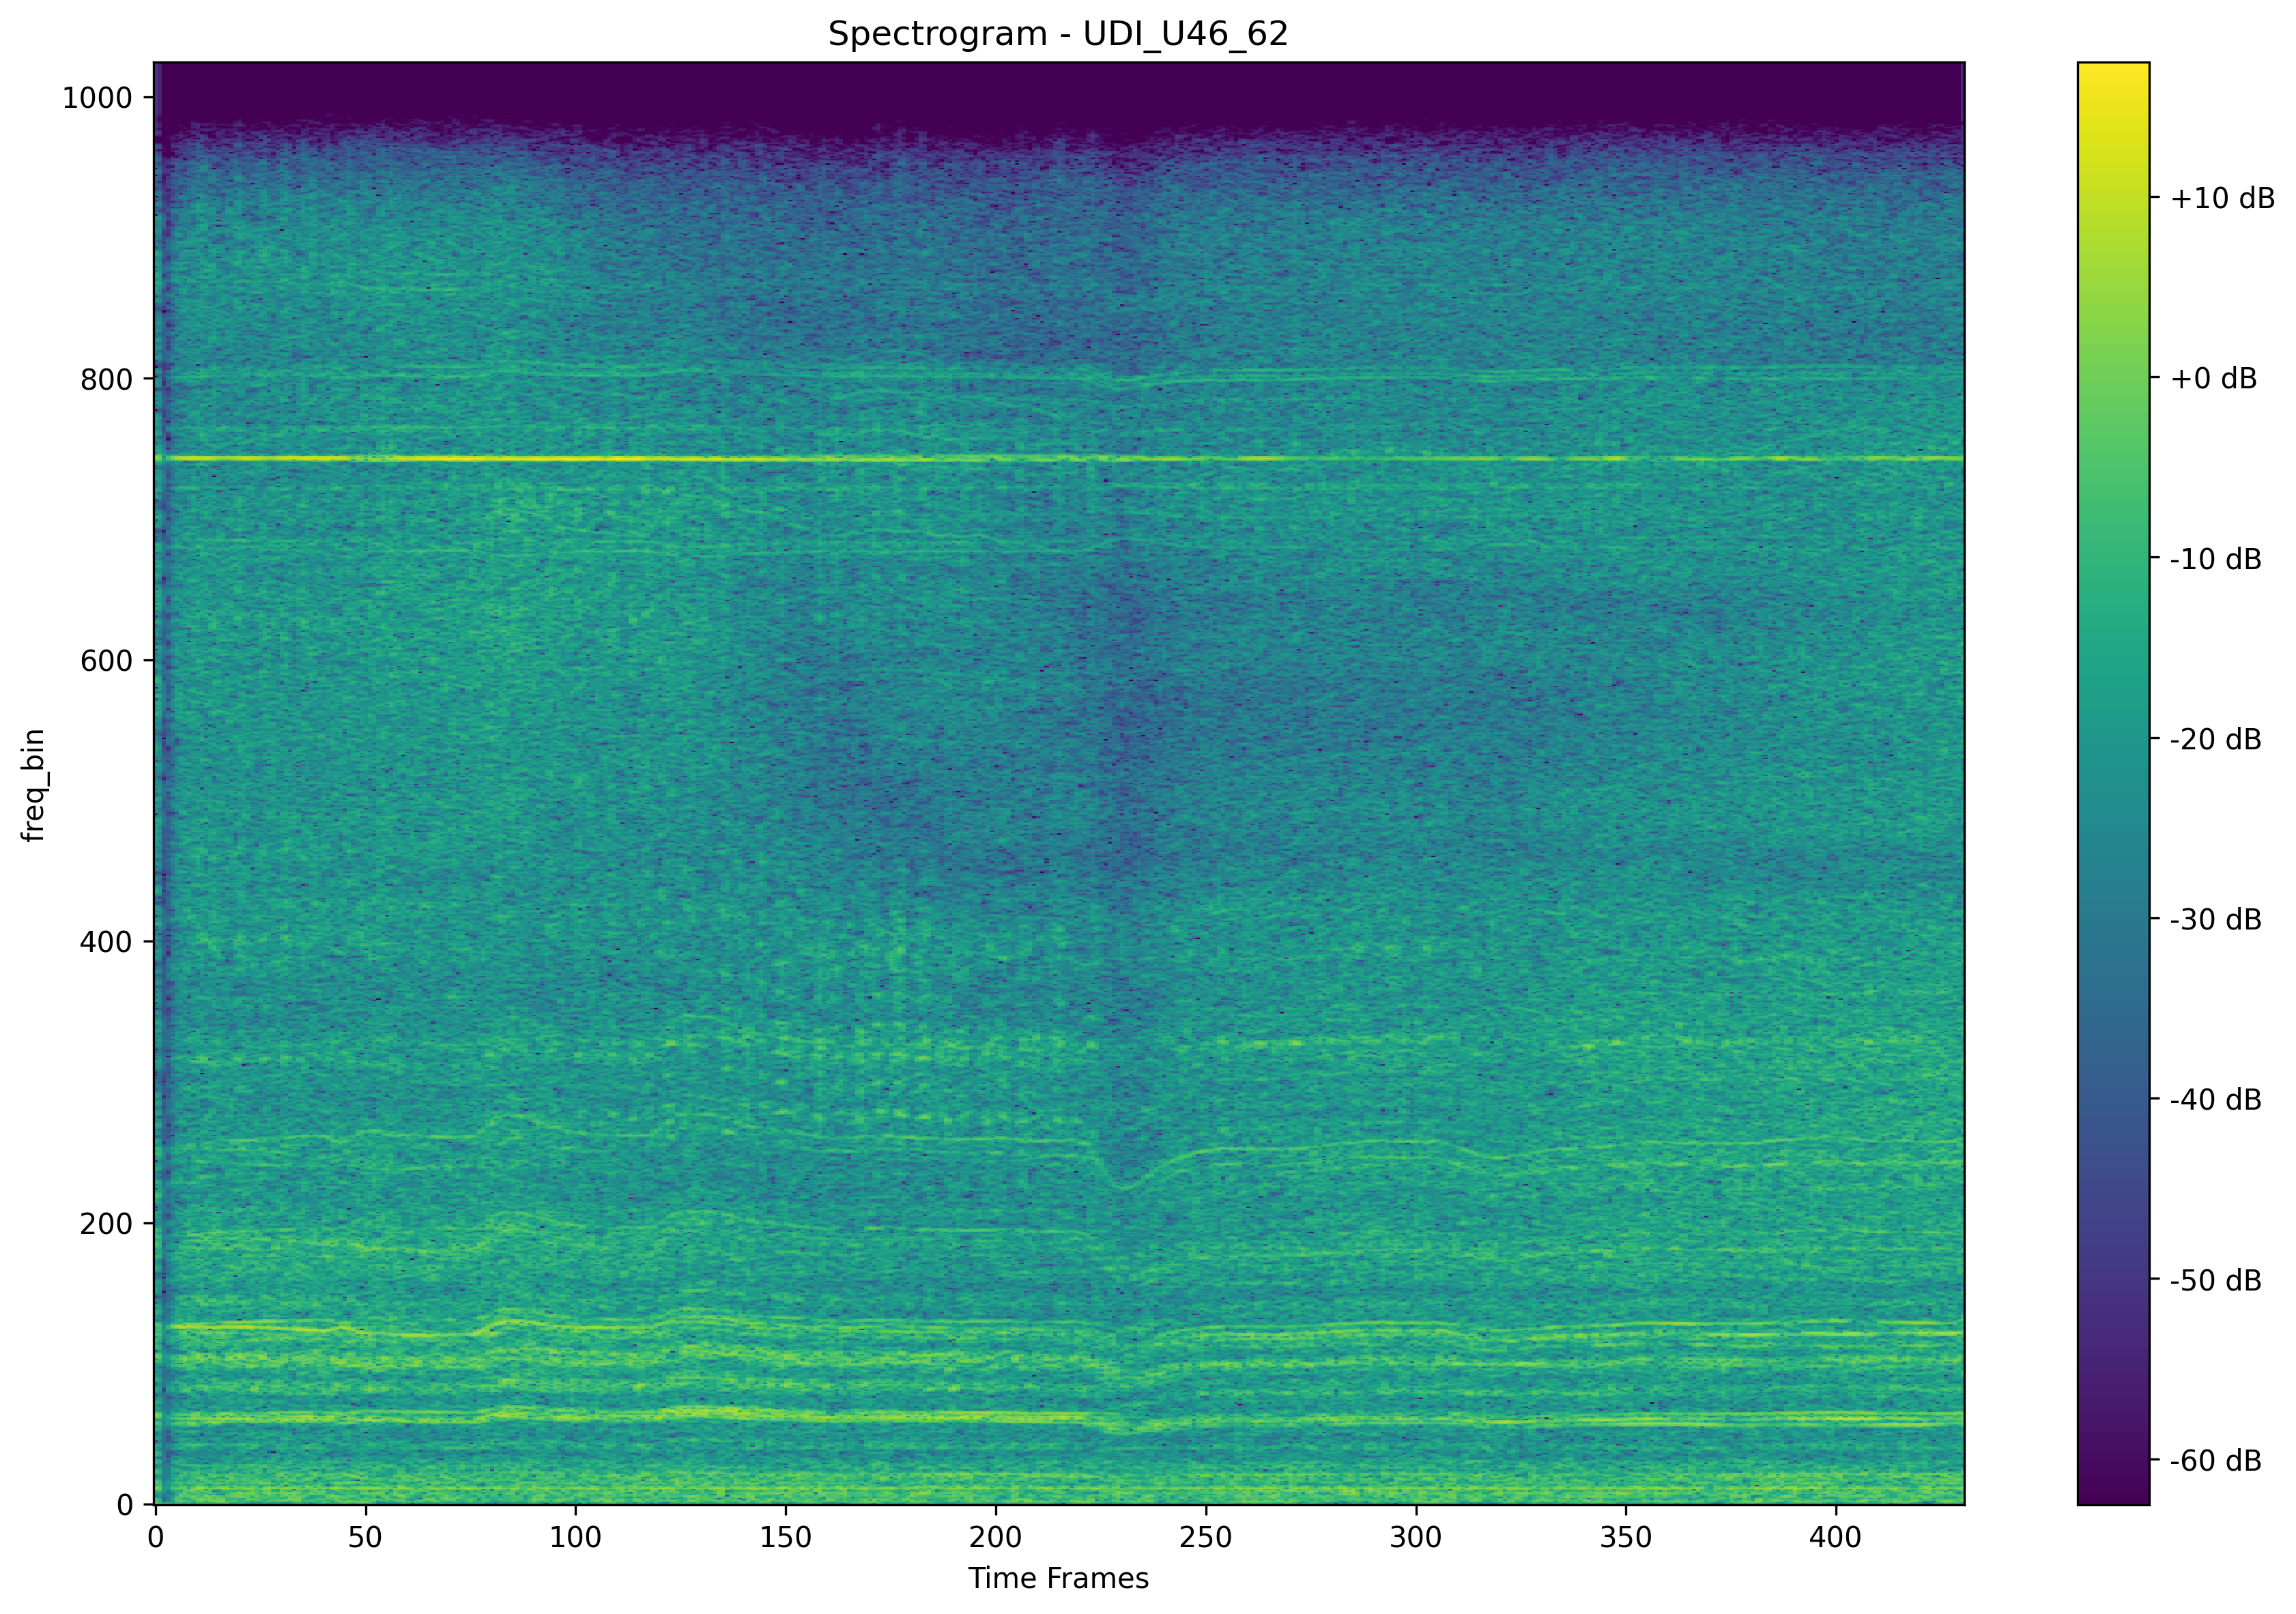 Spectrogram - UDI_U46_62
1000
800
600
400
200
0
freq_bin
0 50 100 150 200 250 300 350 400
Time Frames
+10 dB
+0 dB
-10 dB
-20 dB
-30 dB
-40 dB
-50 dB
-60 dB